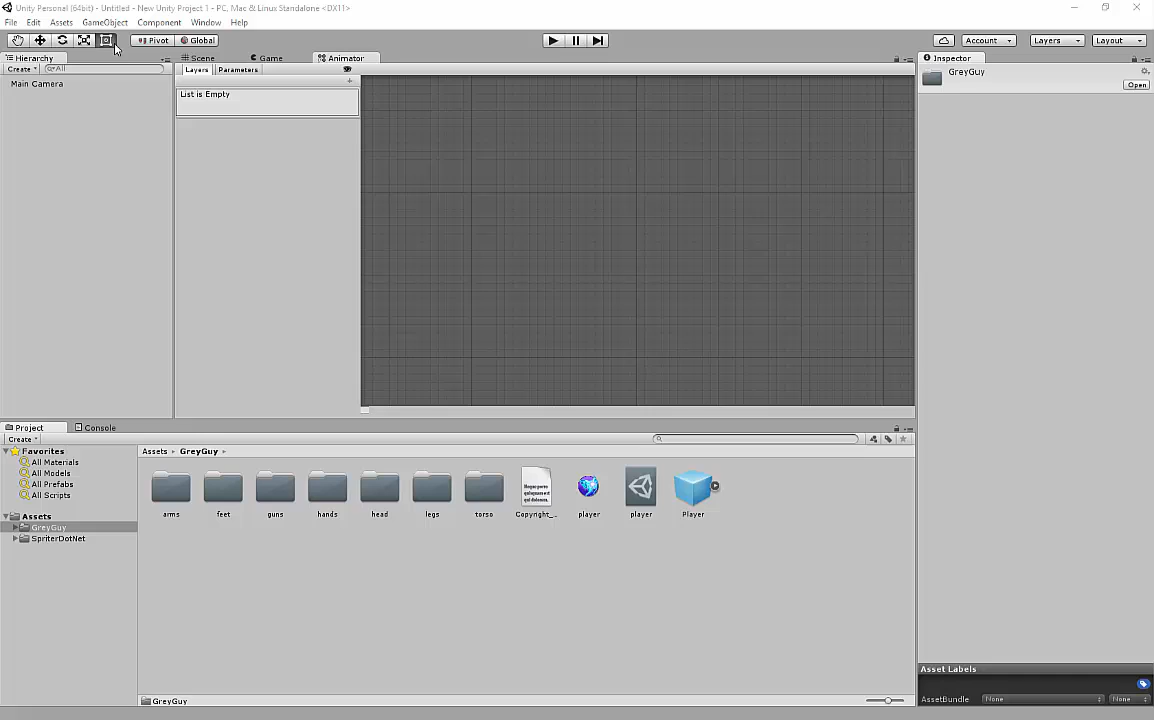 Unity Personal (64bit) - Untitled - New Unity Project 1 - PC, Mac & Linux Standalone <DX11>
File Edit Assets GameObject Component Window Help
Pivot Global Account Layers Layout
Hierarchy Scene Game Animator Inspector
Create All Layers Parameters GreyGuy
Main Camera Open
List is Empty
Project Console
Create
Favorites Assets GreyGuy
All Materials
All Models
All Prefabs
All Scripts
arms feet guns hands head legs torso Copyright_... player player Player
Assets
GreyGuy
SpriterDotNet
Asset Labels
GreyGuy AssetBundle None None